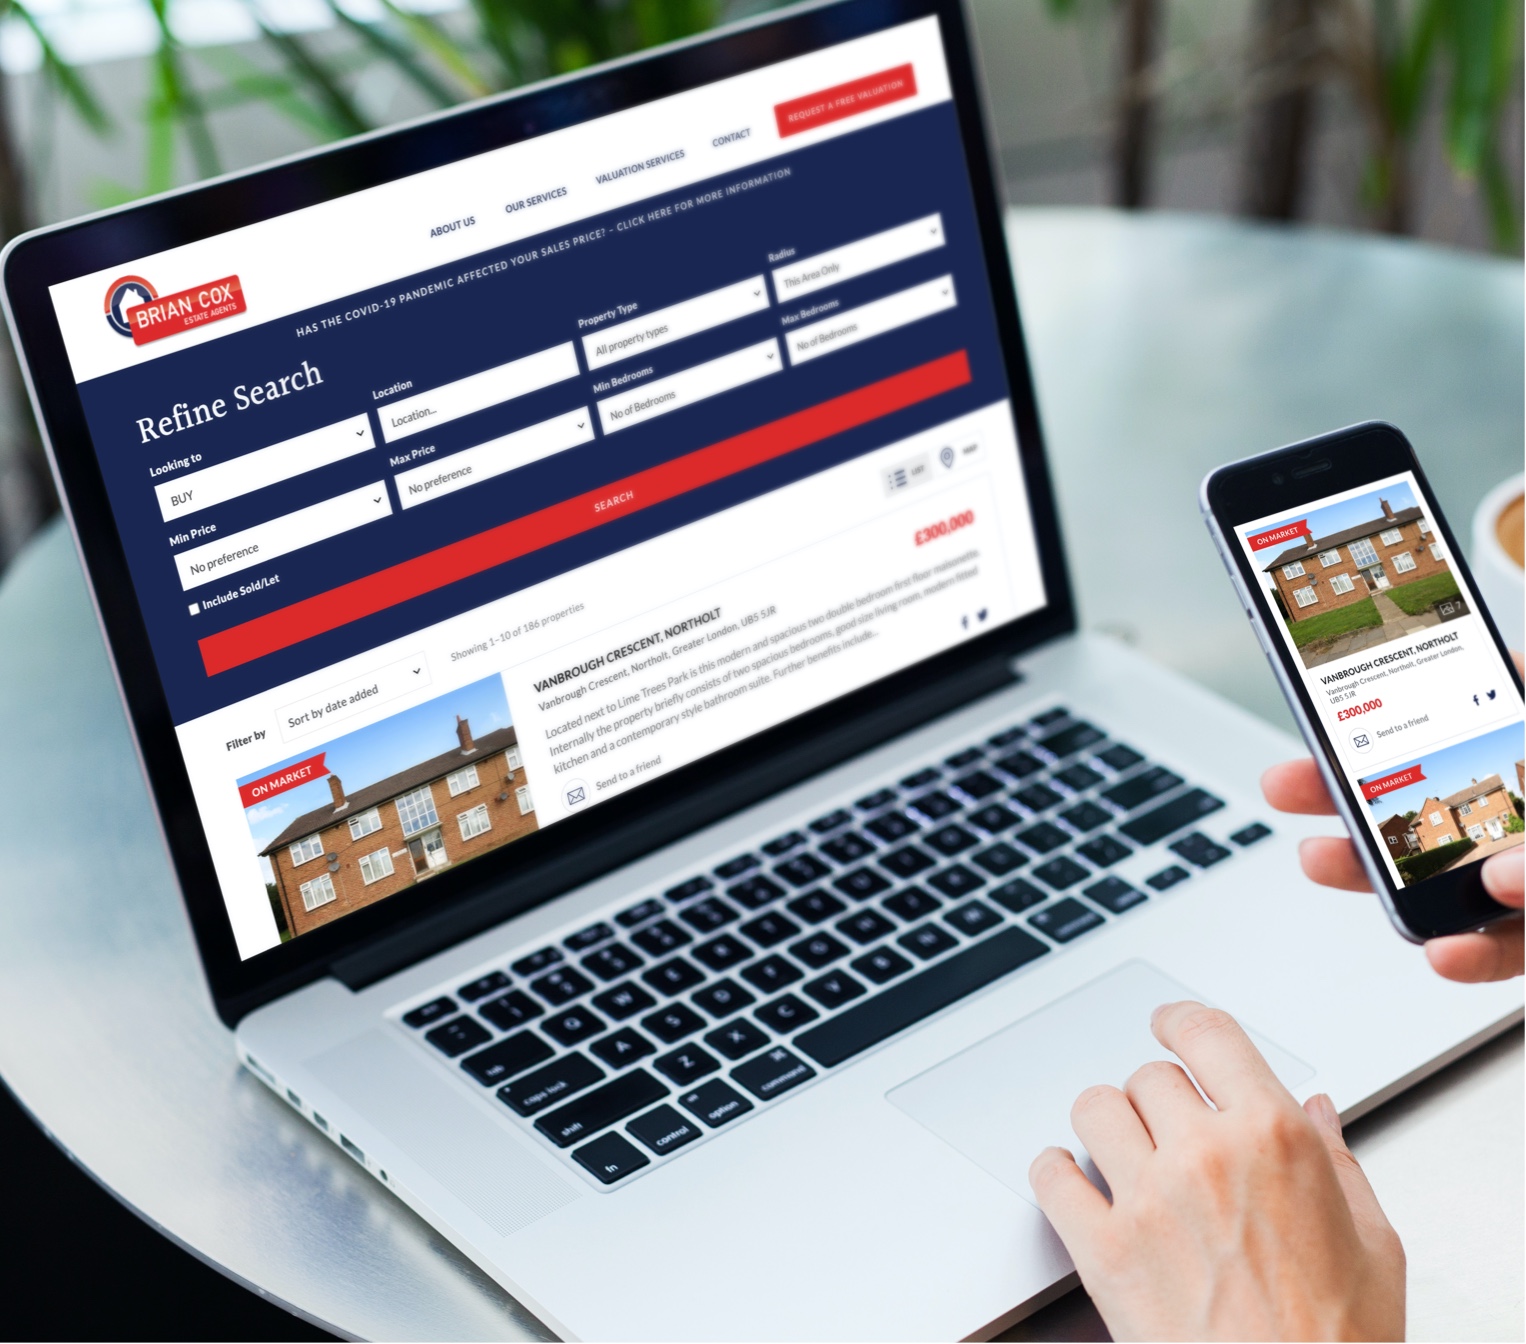 REQUEST A FREE VALUATION
ABOUT US
OUR SERVICES
VALUATION SERVICES
CONTACT
BRIAN COX
ESTATE AGENTS
HAS THE COVID-19 PANDEMIC AFFECTED YOUR SALES PRICE? - CLICK HERE FOR MORE INFORMATION
Refine Search
Looking to
BUY
Location
Location...
Property Type
All property types
Radius
This Area Only
Min Price
No preference
Max Price
No preference
Min Bedrooms
No of Bedrooms
Max Bedrooms
No of Bedrooms
Include Sold/Let
SEARCH
LIST
MAP
Filter by
Sort by date added
Showing 1-10 of 186 properties
ON MARKET
VANBROUGH CRESCENT, NORTHOLT
£300,000
Vanbrough Crescent, Northolt, Greater London, UB5 5JR
Located next to Lime Trees Park is this modern and spacious two double bedroom first floor maisonette.
Internally the property briefly consists of two spacious bedrooms, good size living room, modern fitted
kitchen and a contemporary style bathroom suite. Further benefits include...
Send to a friend
ON MARKET
7
VANBROUGH CRESCENT, NORTHOLT
Vanbrough Crescent, Northolt, Greater London,
UB5 5JR
£300,000
Send to a friend
ON MARKET
tab
Q
W
E
caps lock
A
S
D
F
shift
Z
X
C
V
fn
control
option
command